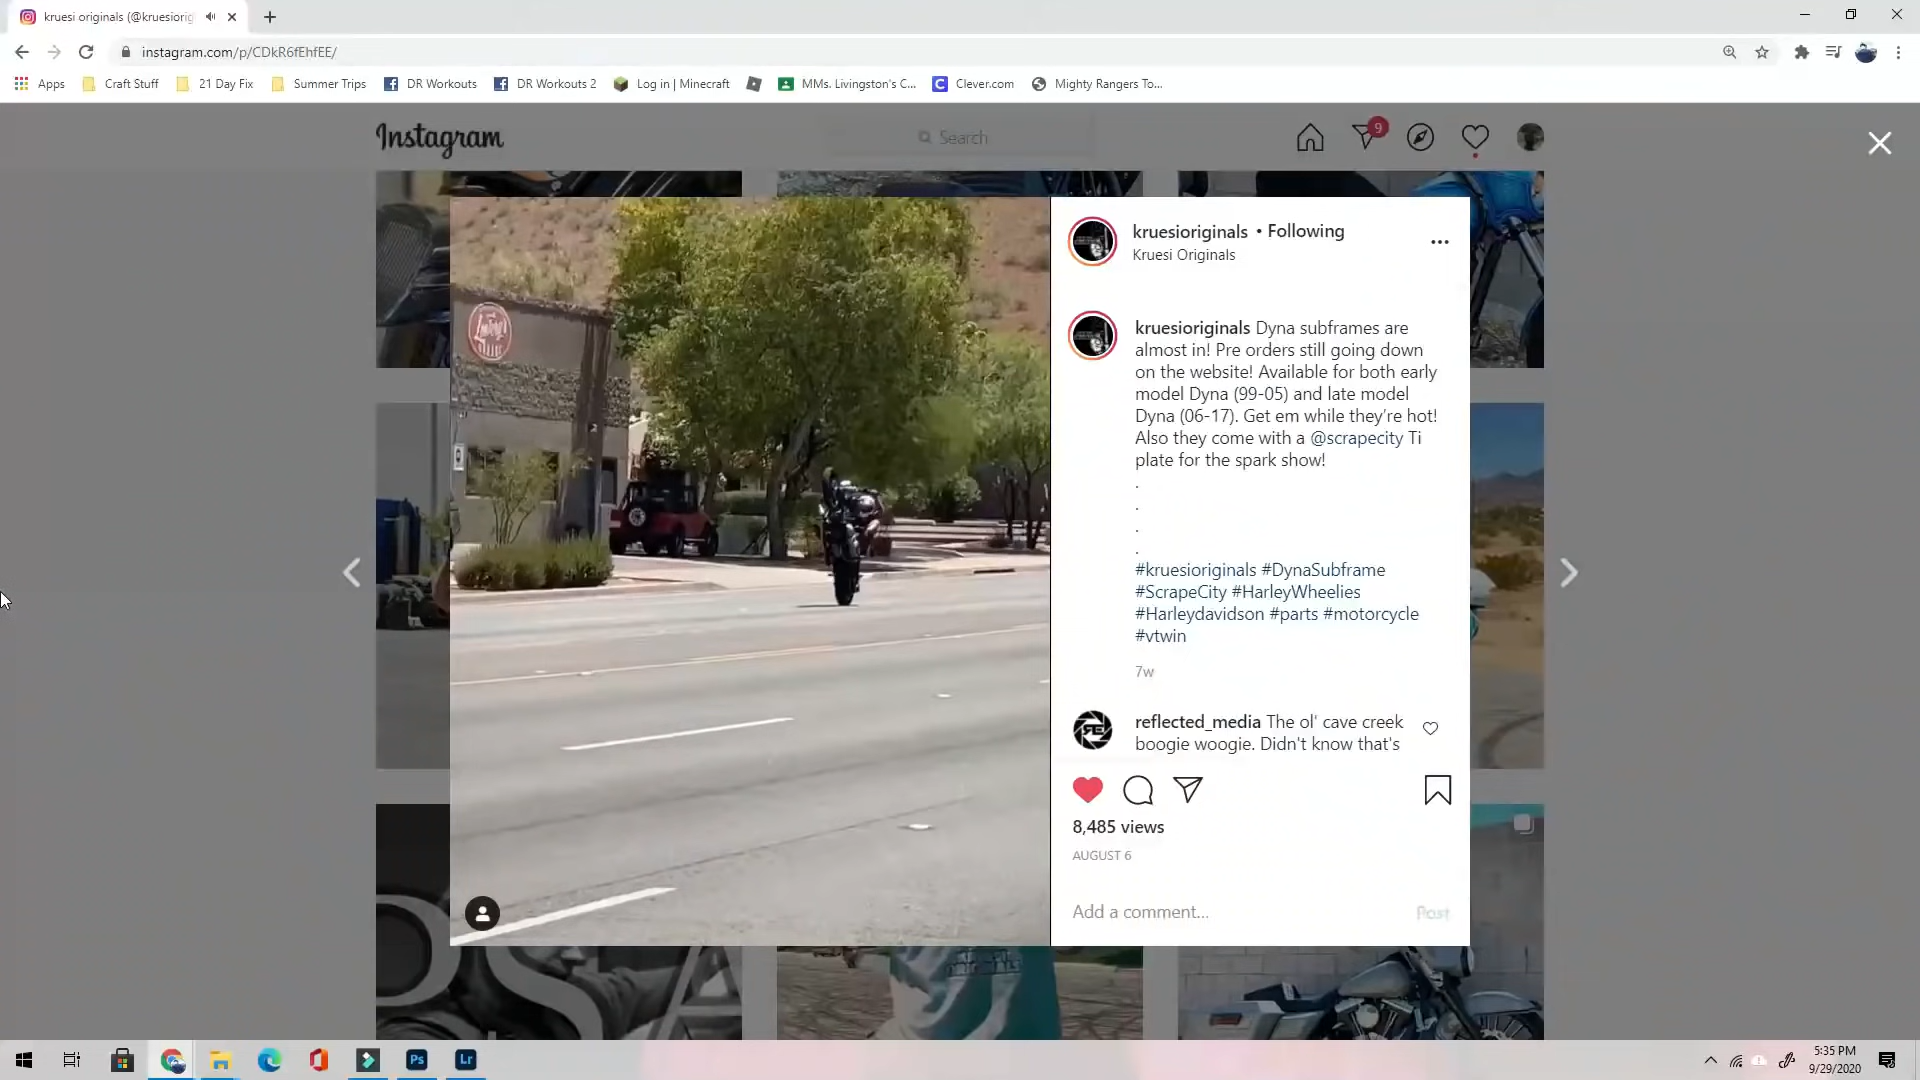 kruesi originals (@kruesiorig
instagram.com/p/CDkR6fEhfEE/
Apps
Craft Stuff
21 Day Fix
Summer Trips
DR Workouts
DR Workouts 2
Log in | Minecraft
MMs. Livingston's C...
Clever.com
Mighty Rangers To...
Instagram
Search
9
kruesioriginals • Following
Kruesi Originals
kruesioriginals Dyna subframes are
almost in! Pre orders still going down
on the website! Available for both early
model Dyna (99-05) and late model
Dyna (06-17). Get em while they're hot!
Also they come with a @scrapecity Ti
plate for the spark show!
.
.
.
.
#kruesioriginals #DynaSubframe
#ScrapeCity #HarleyWheelies
#Harleydavidson #parts #motorcycle
#vtwin
7w
reflected_media The ol' cave creek
boogie woogie. Didn't know that's
8,485 views
AUGUST 6
Add a comment...
Post
Ps
Lr
5:35 PM
9/29/2020